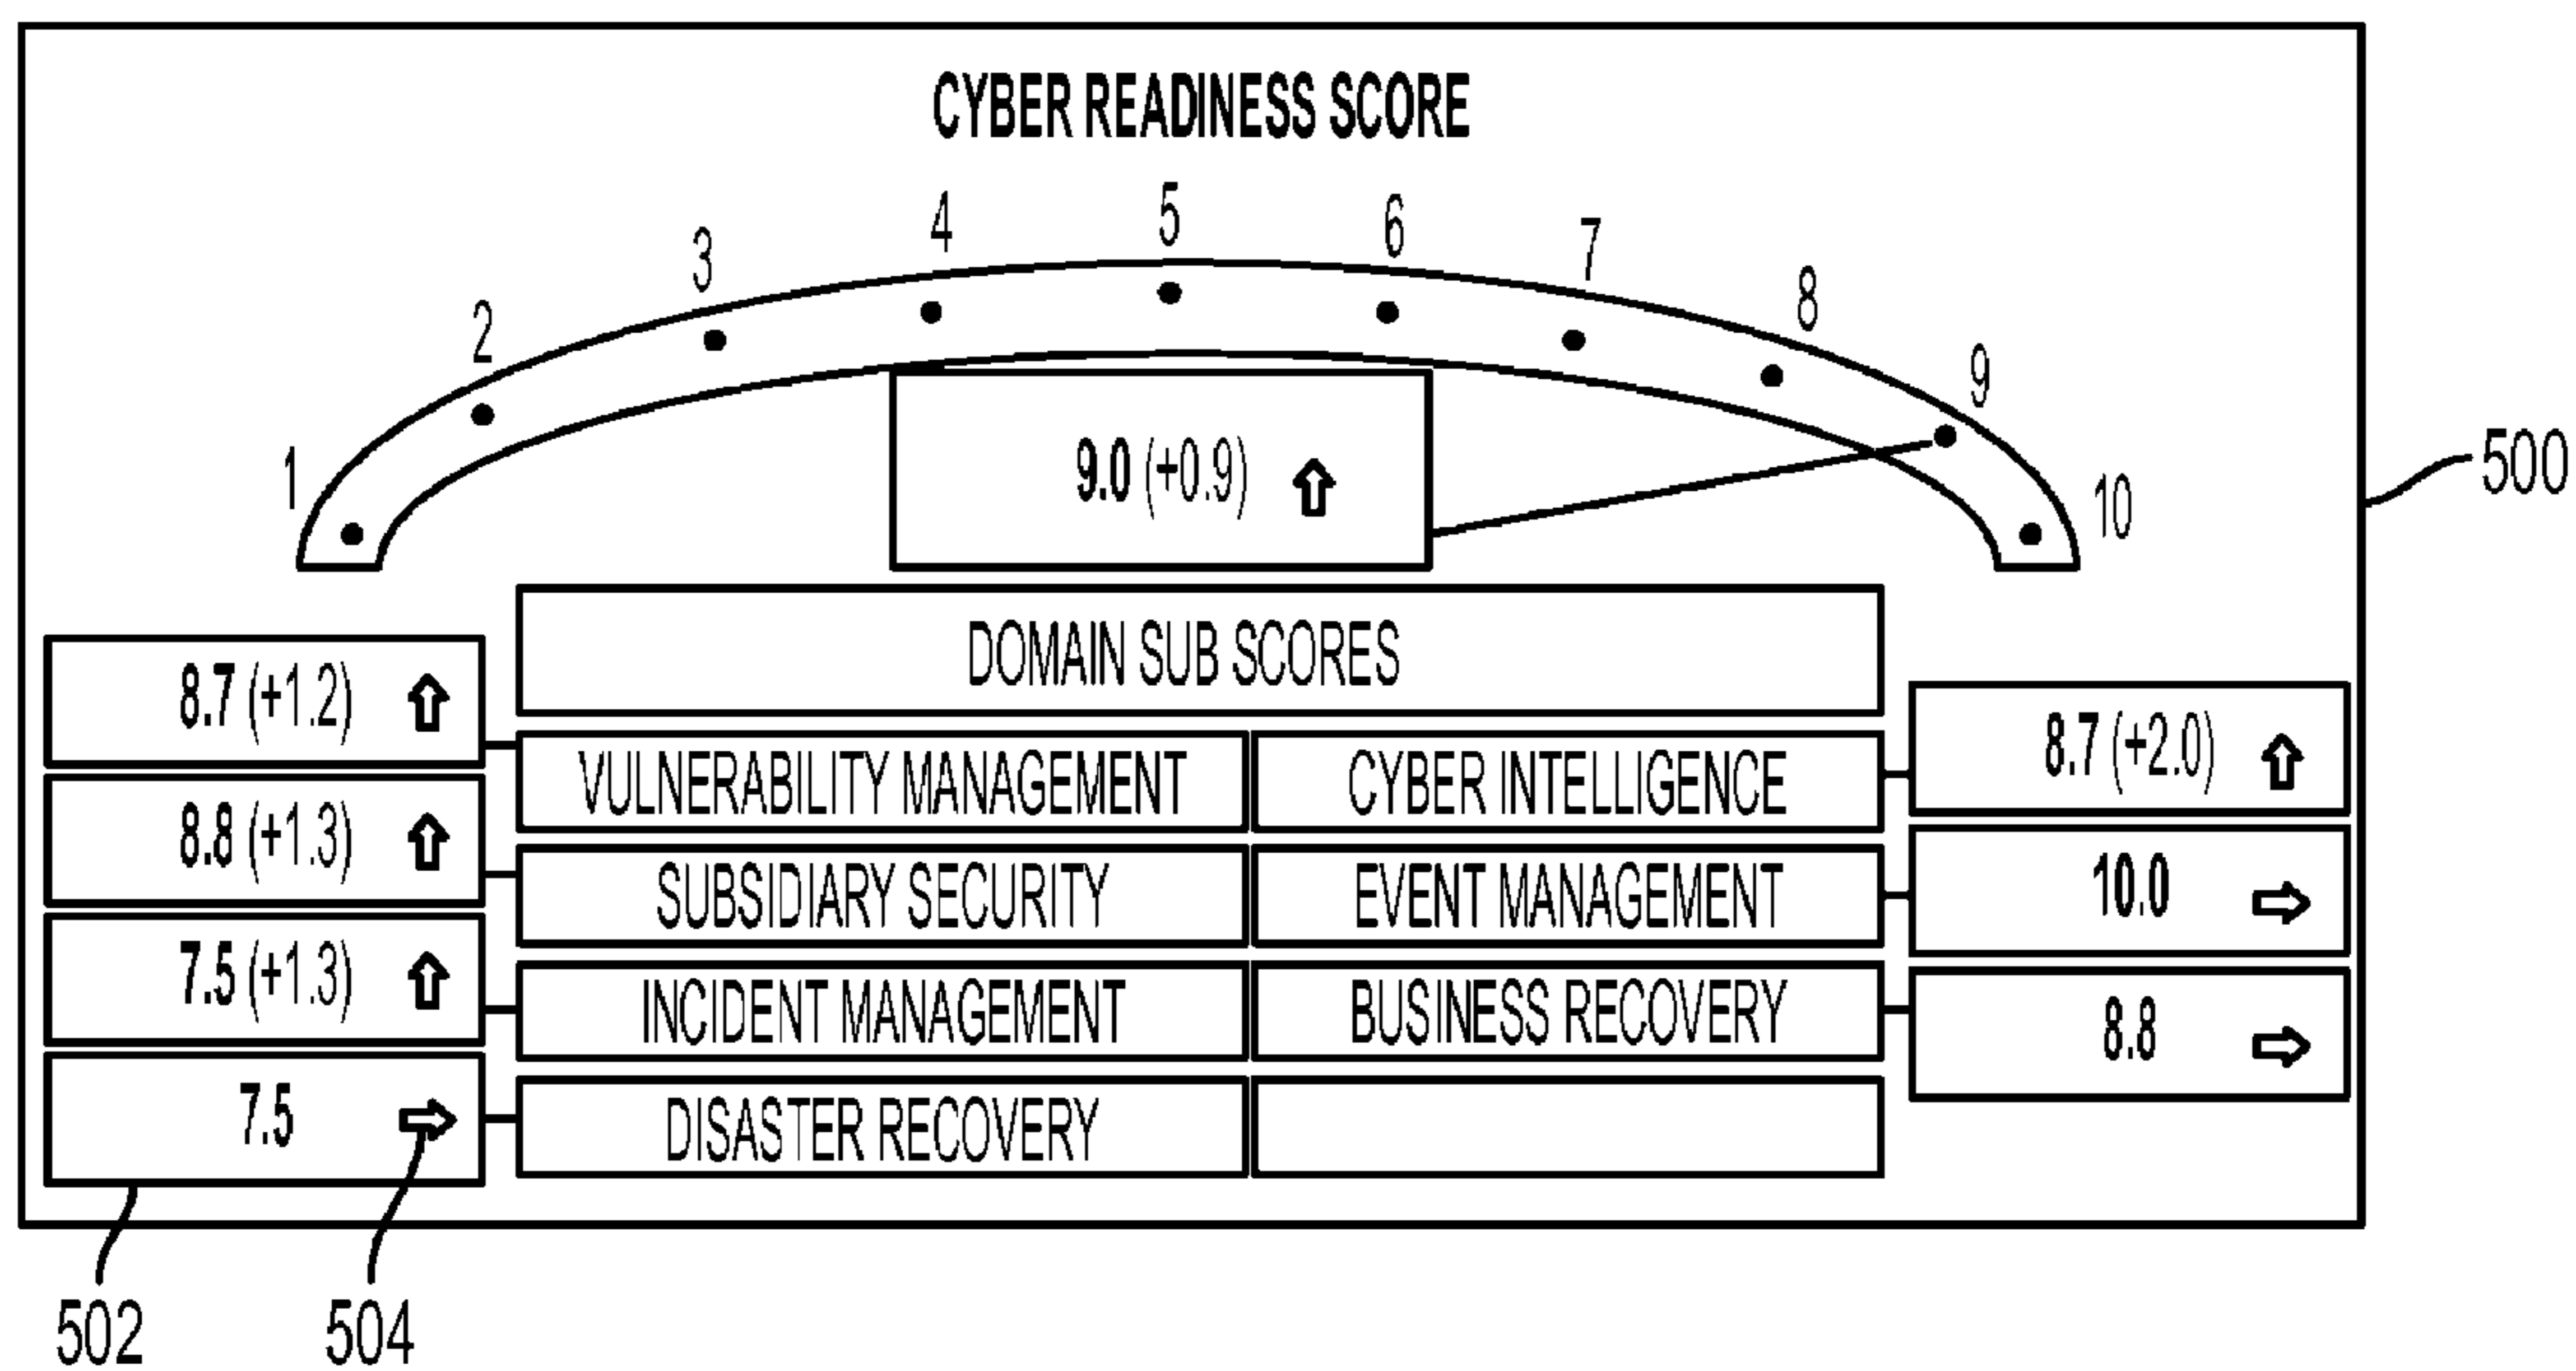 CYBER READINESS SCORE
1
2
3
4
5
6
7
8
9
10
9.0 (+0.9)
500
DOMAIN SUB SCORES
8.7 (+1.2)
VULNERABILITY MANAGEMENT
CYBER INTELLIGENCE
8.7 (+2.0)
8.8 (+1.3)
SUBSIDIARY SECURITY
EVENT MANAGEMENT
10.0
7.5 (+1.3)
INCIDENT MANAGEMENT
BUSINESS RECOVERY
8.8
7.5
DISASTER RECOVERY
502
504